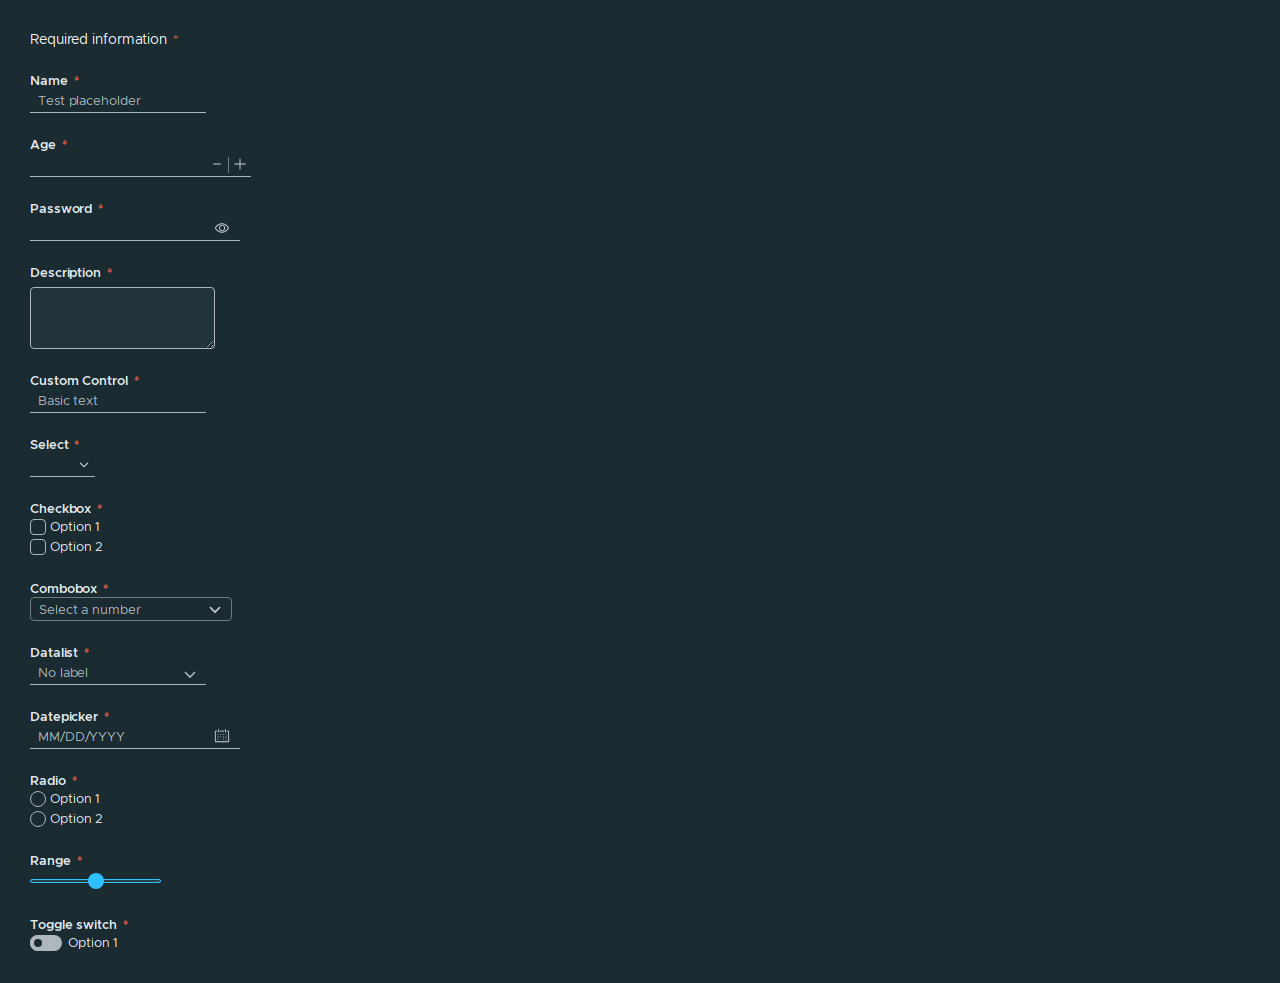 Required information *
Name *
Test placeholder
Age *
Password *
Description *
Custom Control *
Basic text
Select *
Checkbox *
Option 1
Option 2
Combobox *
Select a number
Datalist *
No label
Datepicker *
MM/DD/YYYY
Radio *
Option 1
Option 2
Range *
Toggle switch *
Option 1